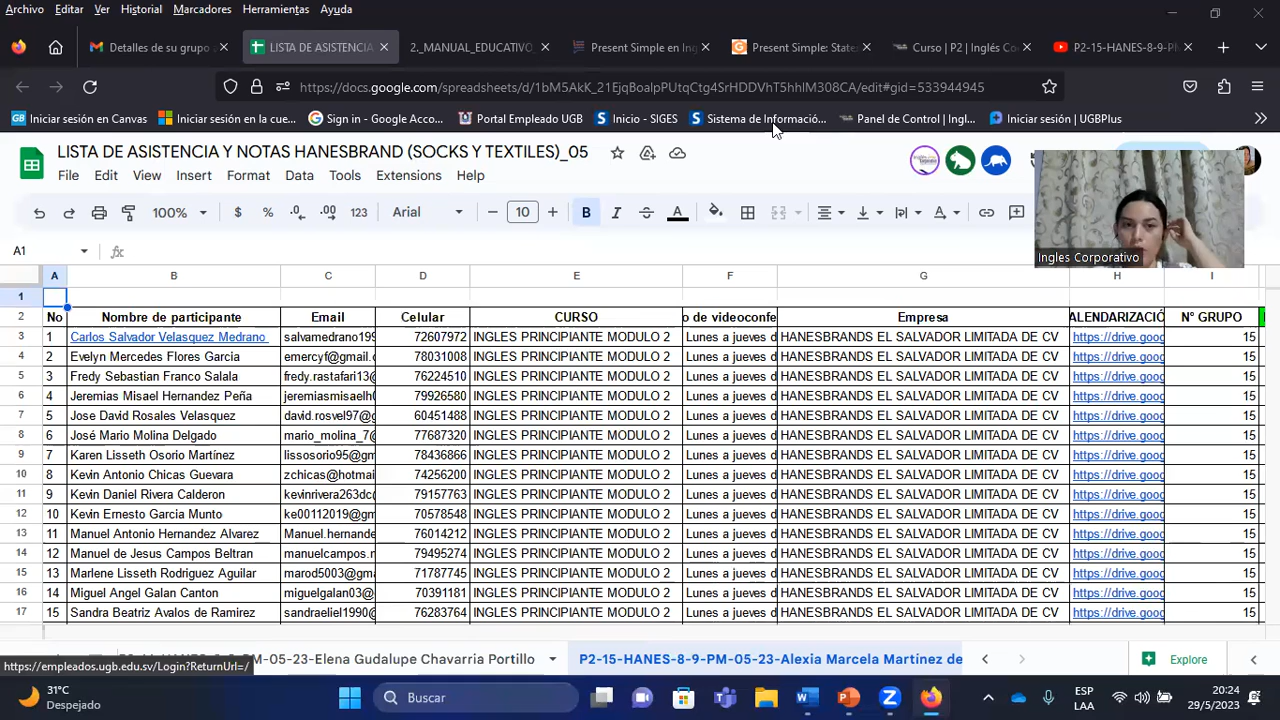 Archivo Editar Ver Historial Marcadores Herramientas Ayuda
Detalles de su grupo LISTA DE ASISTENCIA 2._MANUAL_EDUCATIVO Present Simple en Ing Present Simple: State Curso | P2 | Inglés Co P2-15-HANES-8-9-PM
https://docs.google.com/spreadsheets/d/1bM5AkK_21EjqBoalpPUtqCtg4SrHDDVhT5hhlM308CA/edit#gid=533944945
Iniciar sesión en Canvas Iniciar sesión en la cue... Sign in - Google Acco... Portal Empleado UGB Inicio - SIGES Sistema de Informació... Panel de Control | Ingl... Iniciar sesión | UGBPlus
LISTA DE ASISTENCIA Y NOTAS HANESBRAND (SOCKS Y TEXTILES)_05
File Edit View Insert Format Data Tools Extensions Help
100% $ % .0 .00 123 Arial 10 B I A
A1 fx
Ingles Corporativo
A B C D E F G H I
1
2 No Nombre de participante Email Celular CURSO o de videoconfe Empresa ALENDARIZACIÓ N° GRUPO
3 1 Carlos Salvador Velasquez Medrano salvamedrano199 72607972 INGLES PRINCIPIANTE MODULO 2 Lunes a jueves d HANESBRANDS EL SALVADOR LIMITADA DE CV https://drive.goog 15
4 2 Evelyn Mercedes Flores Garcia emercyf@gmail.c 78031008 INGLES PRINCIPIANTE MODULO 2 Lunes a jueves d HANESBRANDS EL SALVADOR LIMITADA DE CV https://drive.goog 15
5 3 Fredy Sebastian Franco Salala fredy.rastafari13@ 76224510 INGLES PRINCIPIANTE MODULO 2 Lunes a jueves d HANESBRANDS EL SALVADOR LIMITADA DE CV https://drive.goog 15
6 4 Jeremias Misael Hernandez Peña jeremiasmisaelh0 79926580 INGLES PRINCIPIANTE MODULO 2 Lunes a jueves d HANESBRANDS EL SALVADOR LIMITADA DE CV https://drive.goog 15
7 5 Jose David Rosales Velasquez david.rosvel97@g 60451488 INGLES PRINCIPIANTE MODULO 2 Lunes a jueves d HANESBRANDS EL SALVADOR LIMITADA DE CV https://drive.goog 15
8 6 José Mario Molina Delgado mario_molina_7@ 77687320 INGLES PRINCIPIANTE MODULO 2 Lunes a jueves d HANESBRANDS EL SALVADOR LIMITADA DE CV https://drive.goog 15
9 7 Karen Lisseth Osorio Martínez lissosorio95@gm 78436866 INGLES PRINCIPIANTE MODULO 2 Lunes a jueves d HANESBRANDS EL SALVADOR LIMITADA DE CV https://drive.goog 15
10 8 Kevin Antonio Chicas Guevara zchicas@hotmai 74256200 INGLES PRINCIPIANTE MODULO 2 Lunes a jueves d HANESBRANDS EL SALVADOR LIMITADA DE CV https://drive.goog 15
11 9 Kevin Daniel Rivera Calderon kevinrivera263dc( 79157763 INGLES PRINCIPIANTE MODULO 2 Lunes a jueves d HANESBRANDS EL SALVADOR LIMITADA DE CV https://drive.goog 15
12 10 Kevin Ernesto Garcia Munto ke00112019@gm 70578548 INGLES PRINCIPIANTE MODULO 2 Lunes a jueves d HANESBRANDS EL SALVADOR LIMITADA DE CV https://drive.goog 15
13 11 Manuel Antonio Hernandez Alvarez Manuel.hernande 76014212 INGLES PRINCIPIANTE MODULO 2 Lunes a jueves d HANESBRANDS EL SALVADOR LIMITADA DE CV https://drive.goog 15
14 12 Manuel de Jesus Campos Beltran manuelcampos.r 79495274 INGLES PRINCIPIANTE MODULO 2 Lunes a jueves d HANESBRANDS EL SALVADOR LIMITADA DE CV https://drive.goog 15
15 13 Marlene Lisseth Rodriguez Aguilar marod5003@gma 71787745 INGLES PRINCIPIANTE MODULO 2 Lunes a jueves d HANESBRANDS EL SALVADOR LIMITADA DE CV https://drive.goog 15
16 14 Miguel Angel Galan Canton miguelgalan03@ 70391181 INGLES PRINCIPIANTE MODULO 2 Lunes a jueves d HANESBRANDS EL SALVADOR LIMITADA DE CV https://drive.goog 15
17 15 Sandra Beatriz Avalos de Ramirez sandraeliel1990@ 76283764 INGLES PRINCIPIANTE MODULO 2 Lunes a jueves d HANESBRANDS EL SALVADOR LIMITADA DE CV https://drive.goog 15
-PM-05-23-Elena Gudalupe Chavarria Portillo P2-15-HANES-8-9-PM-05-23-Alexia Marcela Martínez de Explore
https://empleados.ugb.edu.sv/Login?ReturnUrl=/
31°C
Despejado
Buscar
ESP
LAA
20:24
29/5/2023